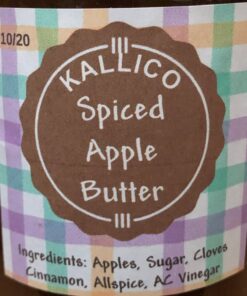 10/20
KALLICO
Spiced
Apple
Butter
Ingredients: Apples, Sugar, Cloves
Cinnamon, Allspice, AC Vinegar